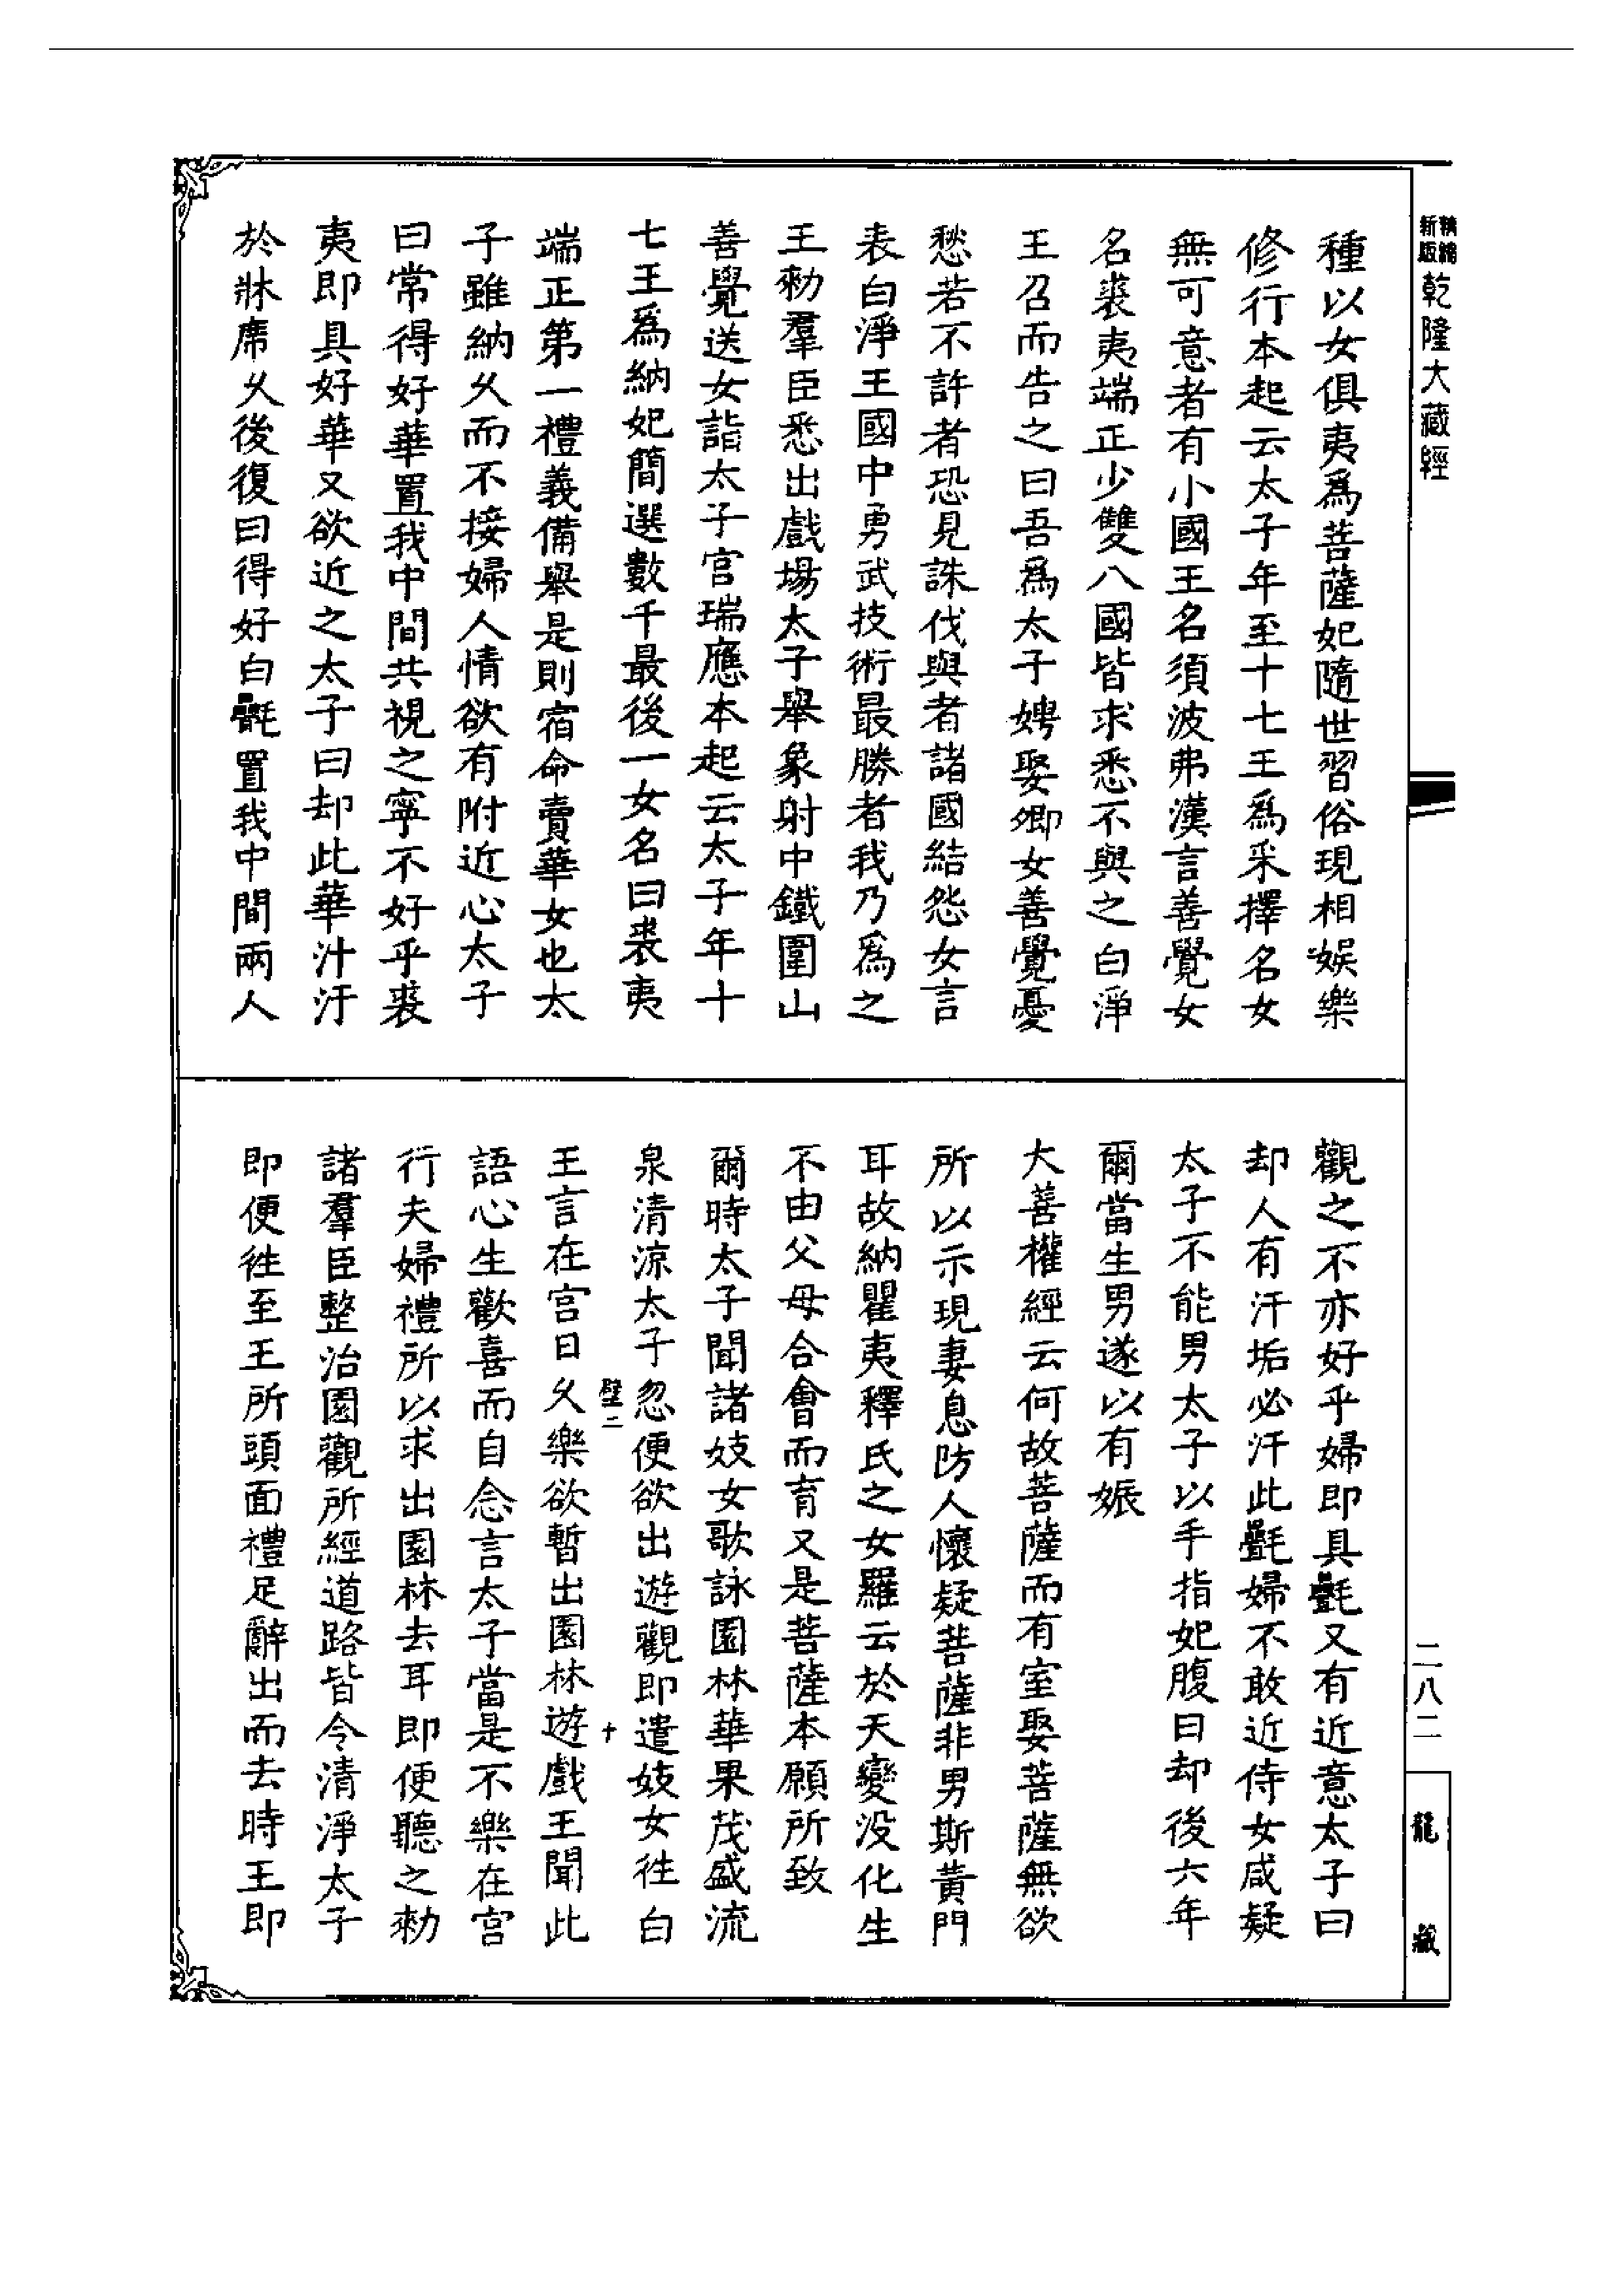 精縮
新版
乾隆大藏經
種以女俱夷爲菩薩妃隨世習俗現相娛樂
修行本起云太子年至十七王爲采擇名女
無可意者有小國王名須波弗漢言善覺女
名裘夷端正少雙八國皆求悉不與之白淨
王召而告之曰吾爲太子娉娶卿女善覺憂
愁若不許者恐見誅伐與者諸國結怨女言
表白淨王國中勇武技術最勝者我乃爲之
王勑羣臣悉出戲場太子舉象射中鐵圍山
善覺送女詣太子宫瑞應本起云太子年十
七王爲納妃簡選數千最後一女名曰裘夷
端正第一禮義備舉是則宿命賣華女也太
子雖納久而不接婦人情欲有附近心太子
曰常得好華置我中間共視之寧不好乎裘
夷即具好華又欲近之太子曰却此華汁汙
於牀席久後復曰得好白㲲置我中間兩人
觀之不亦好乎婦即具㲲又有近意太子曰
却人有汗垢必汙此㲲婦不敢近侍女咸疑
太子不能男太子以手指妃腹曰却後六年
爾當生男遂以有娠
大善權經云何故菩薩而有室娶菩薩無欲
所以示現妻息防人懷疑菩薩非男斯黃門
耳故納瞿夷釋氏之女羅云於天變没化生
不由父母合會而育又是菩薩本願所致
爾時太子聞諸妓女歌詠園林華果茂盛流
泉清涼太子忽便欲出遊觀即遣妓女徃白
壁二
十
王言在宫日久樂欲暫出園林遊戲王聞此
語心生歡喜而自念言太子當是不樂在宫
行夫婦禮所以求出園林去耳即便聽之勑
諸羣臣整治園觀所經道路皆令清淨太子
即便徃至王所頭面禮足辭出而去時王即
二八二
龍藏